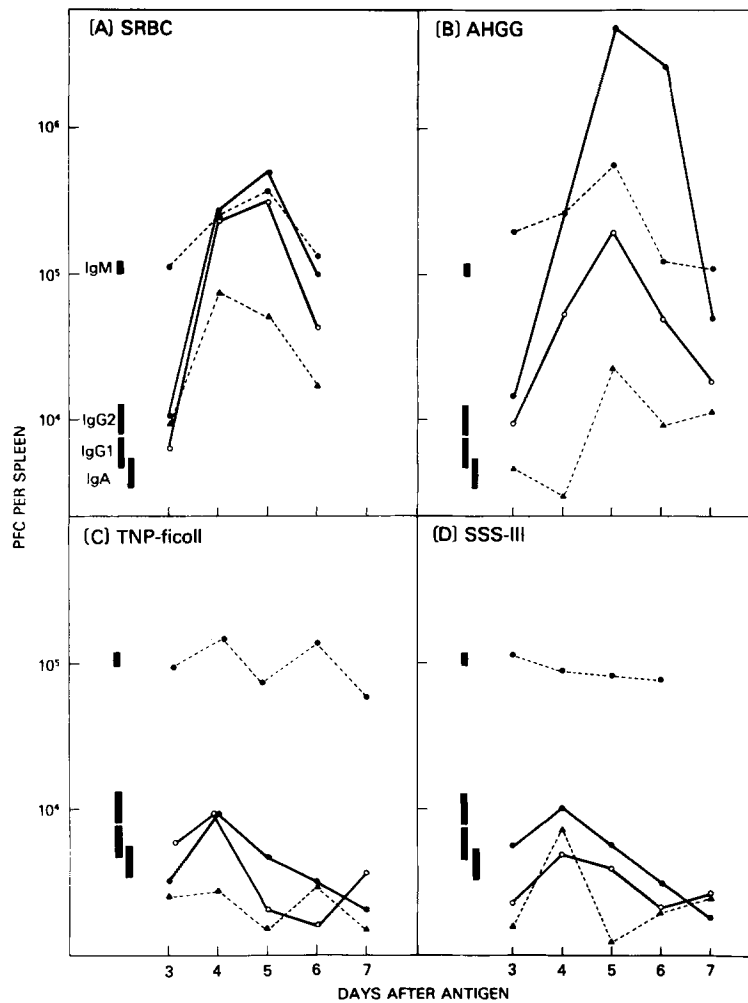 (A) SRBC
(B) AHGG
10⁶
10⁵
10⁴
IgM
IgG2
IgG1
IgA
PFC PER SPLEEN
(C) TNP-ficoll
(D) SSS-III
10⁵
10⁴
3 4 5 6 7
3 4 5 6 7
DAYS AFTER ANTIGEN